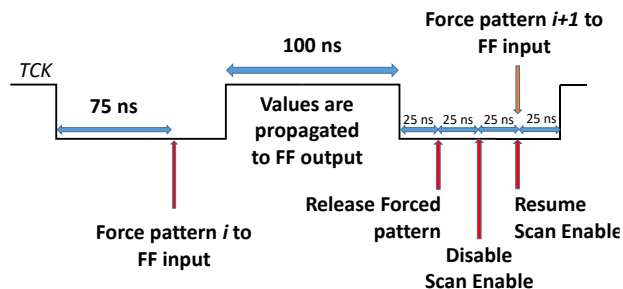 Force pattern i+1 to
FF input
100 ns
TCK
75 ns
Values are
propagated
to FF output
25 ns 25 ns 25 ns 25 ns
Release Forced
pattern
Resume
Scan Enable
Force pattern i to
FF input
Disable
Scan Enable